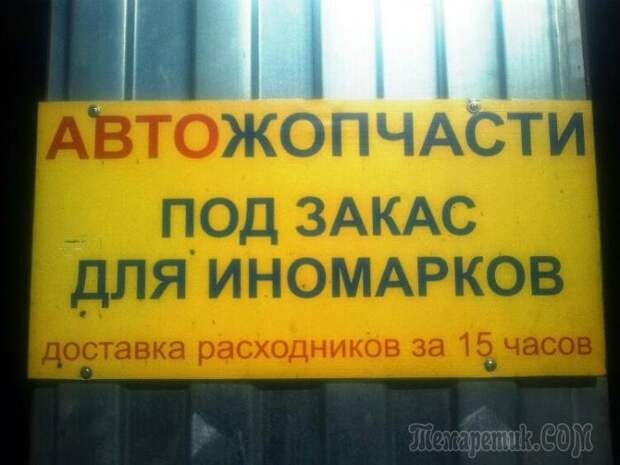 АВТОЖОПЧАСТИ
ПОД ЗАКАС
ДЛЯ ИНОМАРКОВ
доставка расходников за 15 часов
Темаретик.COM